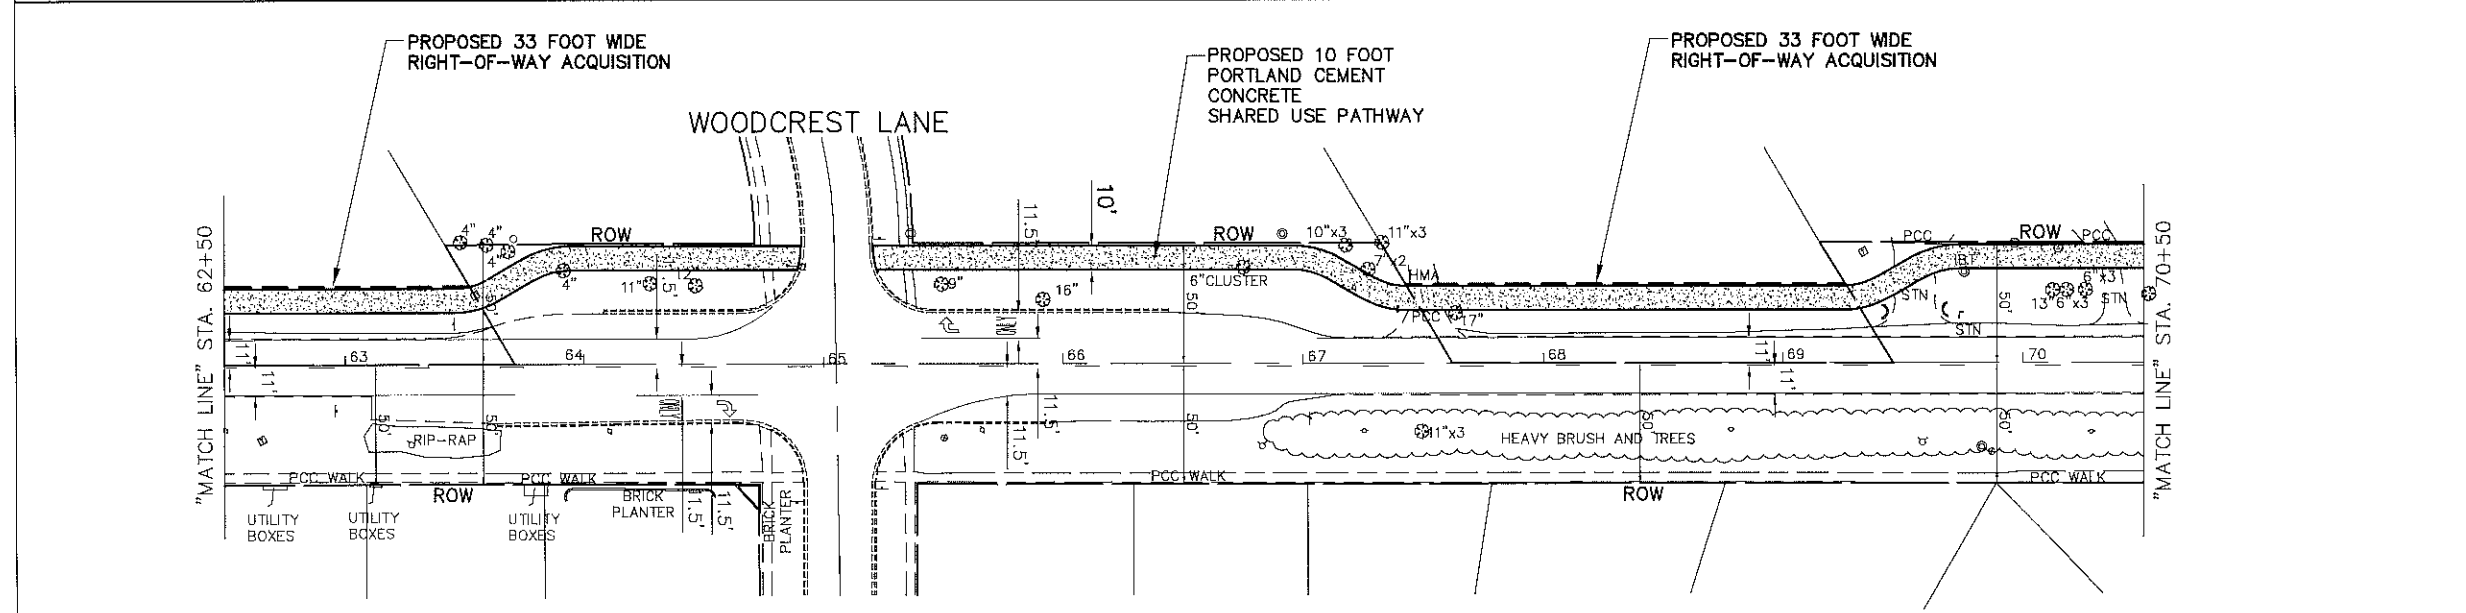 PROPOSED 33 FOOT WIDE
RIGHT-OF-WAY ACQUISITION
PROPOSED 10 FOOT
PORTLAND CEMENT
CONCRETE
SHARED USE PATHWAY
PROPOSED 33 FOOT WIDE
RIGHT-OF-WAY ACQUISITION
WOODCREST LANE
"MATCH LINE" STA. 62+50
"MATCH LINE" STA. 70+50
4"
4"
4"
4"
ROW
11"
12"
9"
16"
11.5'
10'
ROW
6"CLUSTER
10"x3
11"x3
7"x2
HMA
PCC
17"
PCC
ROW
PCC
STN
STN
STN
13"
6"x3
6"x3
50'
50'
50'
ONLY
63
64
65
66
67
68
69
70
11'
11'
11'
11'
ONLY
11.5'
11.5'
50'
50'
50'
50'
50'
RIP-RAP
11"x3
HEAVY BRUSH AND TREES
PCC WALK
PCC WALK
PCC WALK
PCC WALK
ROW
ROW
UTILITY
BOXES
UTILITY
BOXES
UTILITY
BOXES
BRICK
PLANTER
11.5'
11.5'
BRICK
PLANTER